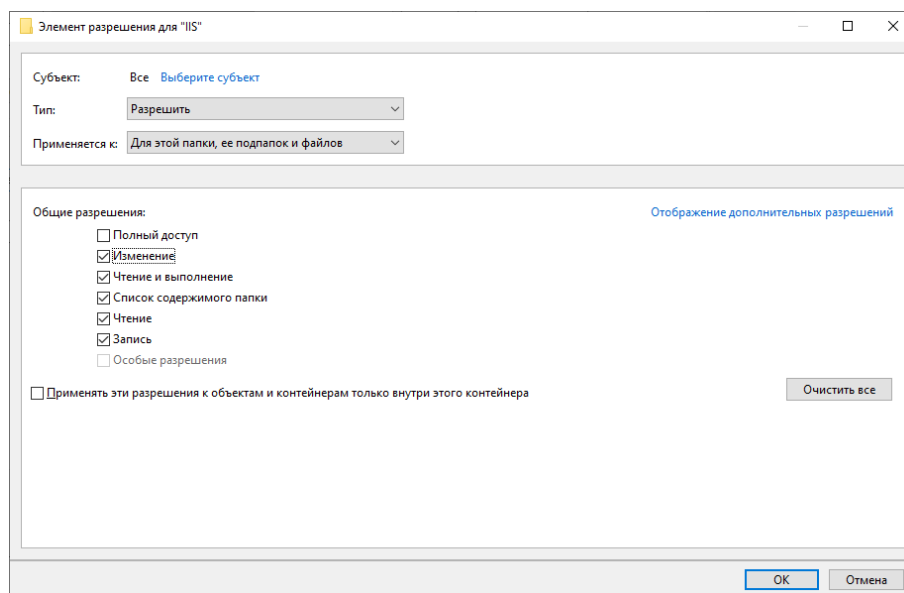 Элемент разрешения для "IIS"
Субъект: Все Выберите субъект
Тип: Разрешить
Применяется к: Для этой папки, ее подпапок и файлов
Общие разрешения: Отображение дополнительных разрешений
Полный доступ
Изменение
Чтение и выполнение
Список содержимого папки
Чтение
Запись
Особые разрешения
Применять эти разрешения к объектам и контейнерам только внутри этого контейнера
Очистить все
ОК Отмена